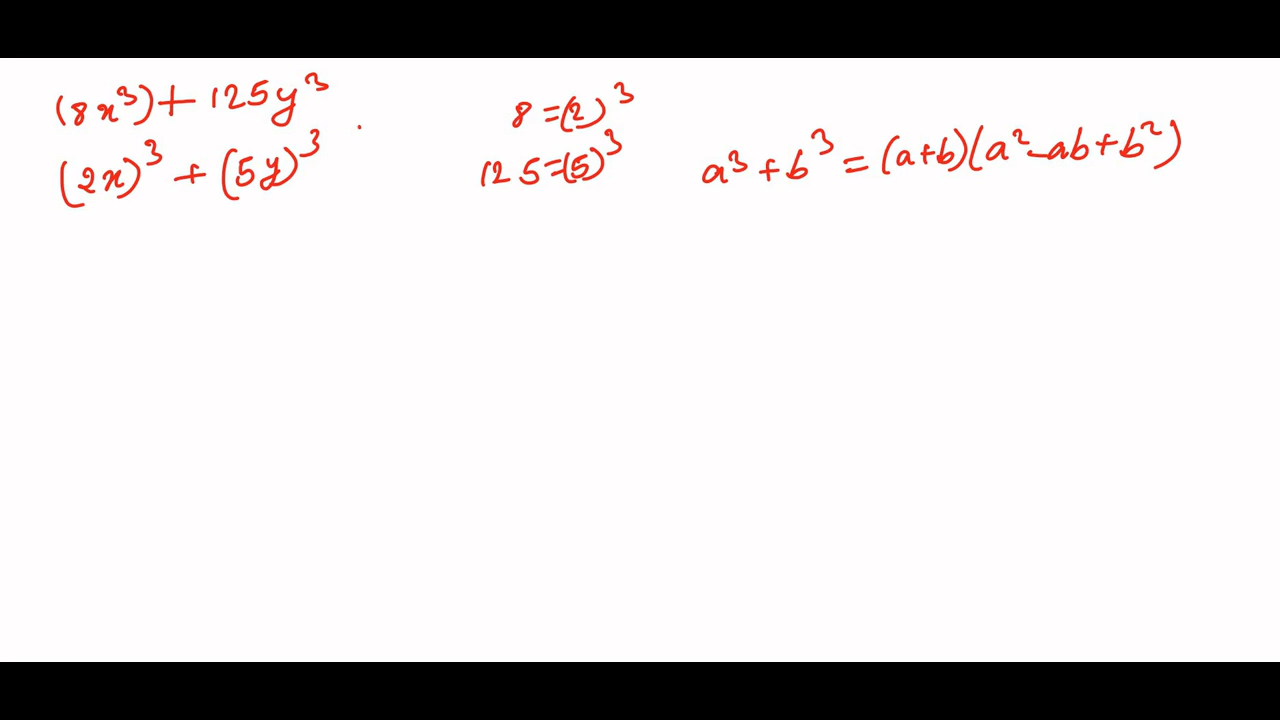 (8x³) + 125y³
(2x)³ + (5y)³
8 = (2)³
125 = (5)³
a³ + b³ = (a+b)(a² - ab + b²)